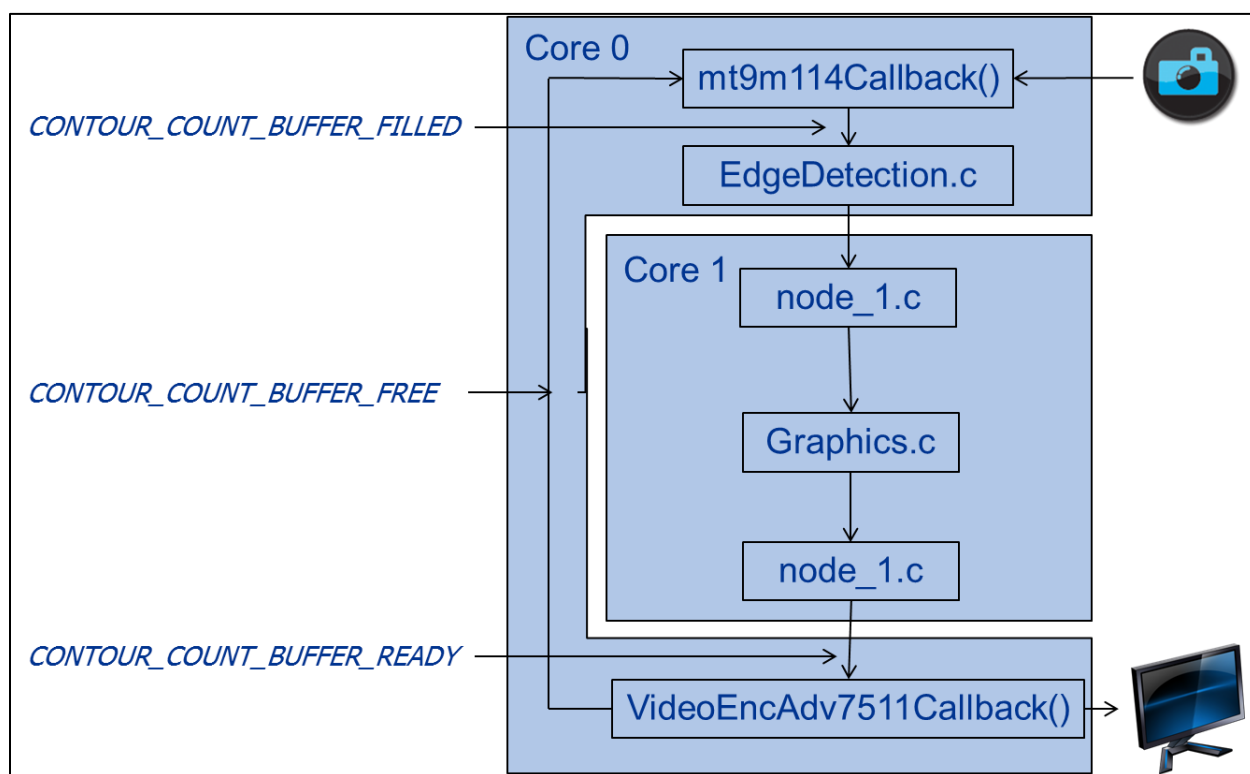 Core 0
mt9m114Callback()
CONTOUR_COUNT_BUFFER_FILLED
EdgeDetection.c
Core 1
node_1.c
CONTOUR_COUNT_BUFFER_FREE
Graphics.c
node_1.c
CONTOUR_COUNT_BUFFER_READY
VideoEncAdv7511Callback()